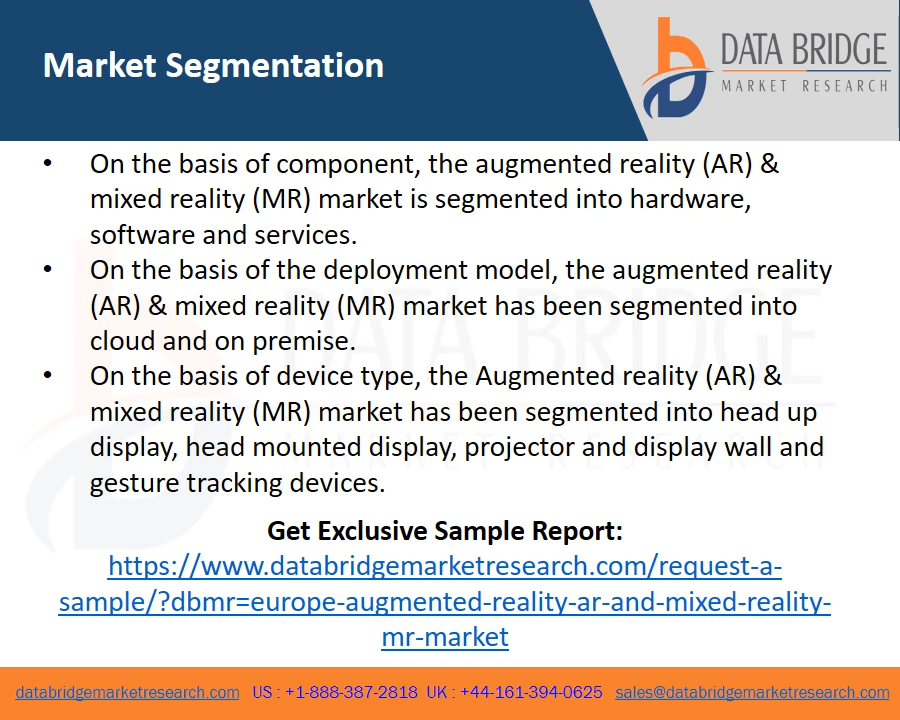 Market Segmentation
DATA BRIDGE
MARKET RESEARCH
• On the basis of component, the augmented reality (AR) &
mixed reality (MR) market is segmented into hardware,
software and services.
• On the basis of the deployment model, the augmented reality
(AR) & mixed reality (MR) market has been segmented into
cloud and on premise.
• On the basis of device type, the Augmented reality (AR) &
mixed reality (MR) market has been segmented into head up
display, head mounted display, projector and display wall and
gesture tracking devices.
DATA BRIDGE
MARKET RESEARCH
Get Exclusive Sample Report:
https://www.databridgemarketresearch.com/request-a-
sample/?dbmr=europe-augmented-reality-ar-and-mixed-reality-
mr-market
databridgemarketresearch.com US : +1-888-387-2818 UK : +44-161-394-0625 sales@databridgemarketresearch.com